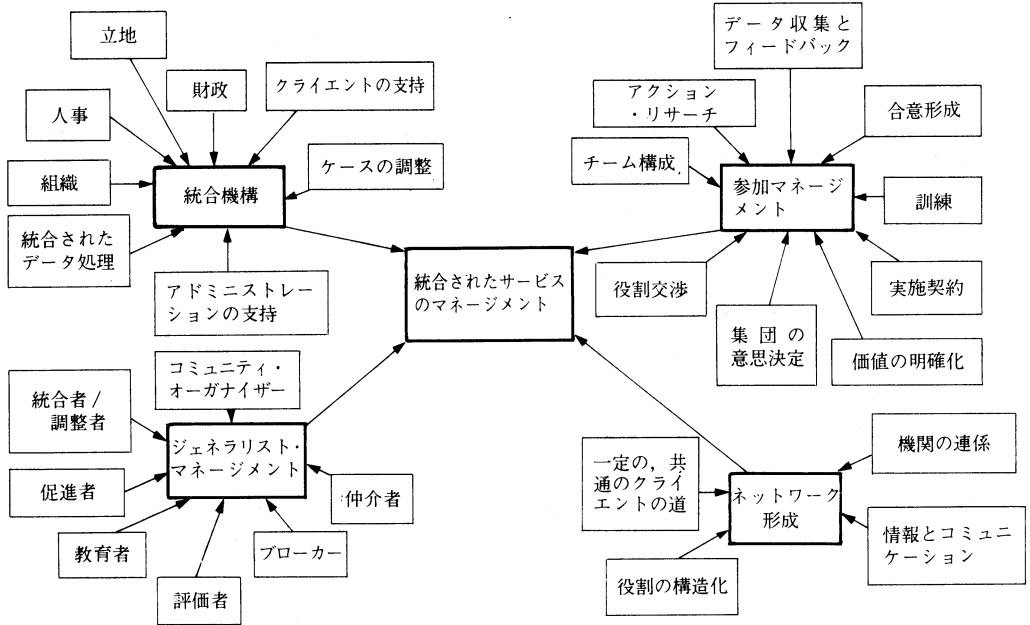 立地
財政
クライエントの支持
人事
組織
統合された
データ処理
統合機構
ケースの調整
アドミニストレー
ションの支持
データ収集と
フィードバック
アクション
・リサーチ
合意形成
チーム構成
参加マネージ
メント
訓練
役割交渉
実施契約
集団の
意思決定
価値の明確化
統合されたサービス
のマネージメント
コミュニティ・
オーガナイザー
統合者/
調整者
ジェネラリスト・
マネージメント
促進者
仲介者
教育者
ブローカー
評価者
機関の連係
一定の,共
通のクライ
エントの道
ネットワーク
形成
情報とコミュニ
ケーション
役割の構造化